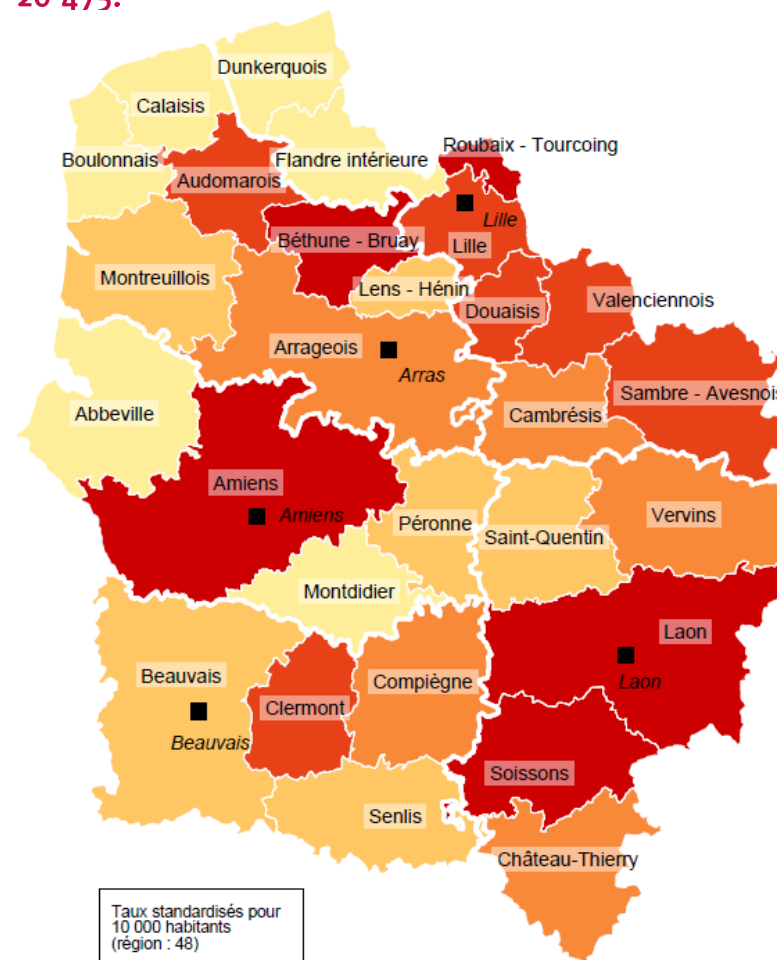 20 475.
Dunkerquois
Calaisis
Roubaix - Tourcoing
Boulonnais
Flandre intérieure
Audomarois
Lille
Béthune - Bruay
Lille
Montreuillois
Lens - Hénin
Valenciennois
Douaisis
Arrageois
Arras
Sambre - Avesnois
Abbeville
Cambrésis
Amiens
Amiens
Péronne
Vervins
Saint-Quentin
Montdidier
Laon
Beauvais
Compiègne
Laon
Clermont
Beauvais
Soissons
Senlis
Château-Thierry
Taux standardisés pour
10 000 habitants
(région : 48)